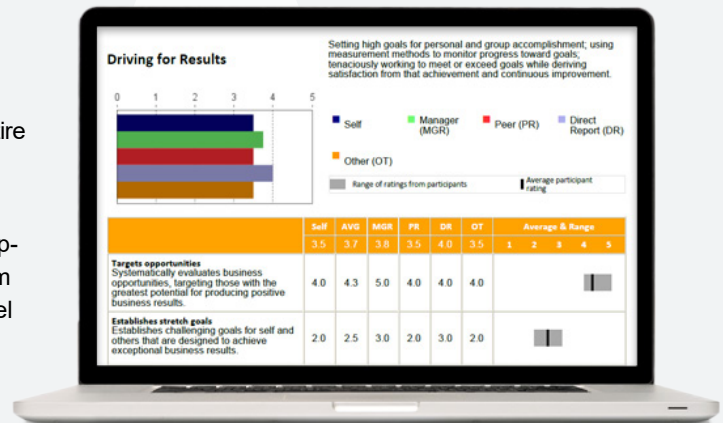 ire
p-
m
el
Driving for Results
Setting high goals for personal and group accomplishment; using
measurement methods to monitor progress toward goals;
tenaciously working to meet or exceed goals while deriving
satisfaction from that achievement and continuous improvement.
0 1 2 3 4 5
Self
Manager
(MGR)
Peer (PR)
Direct
Report (DR)
Other (OT)
Range of ratings from participants
Average participant
rating
Self AVG MGR PR DR OT Average & Range
3.5 3.7 3.8 3.5 4.0 3.5 1 2 3 4 5
Targets opportunities
Systematically evaluates business
opportunities, targeting those with the
greatest potential for producing positive
business results.
4.0 4.3 5.0 4.0 4.0 4.0
Establishes stretch goals
Establishes challenging goals for self and
others that are designed to achieve
exceptional business results.
2.0 2.5 3.0 2.0 3.0 2.0